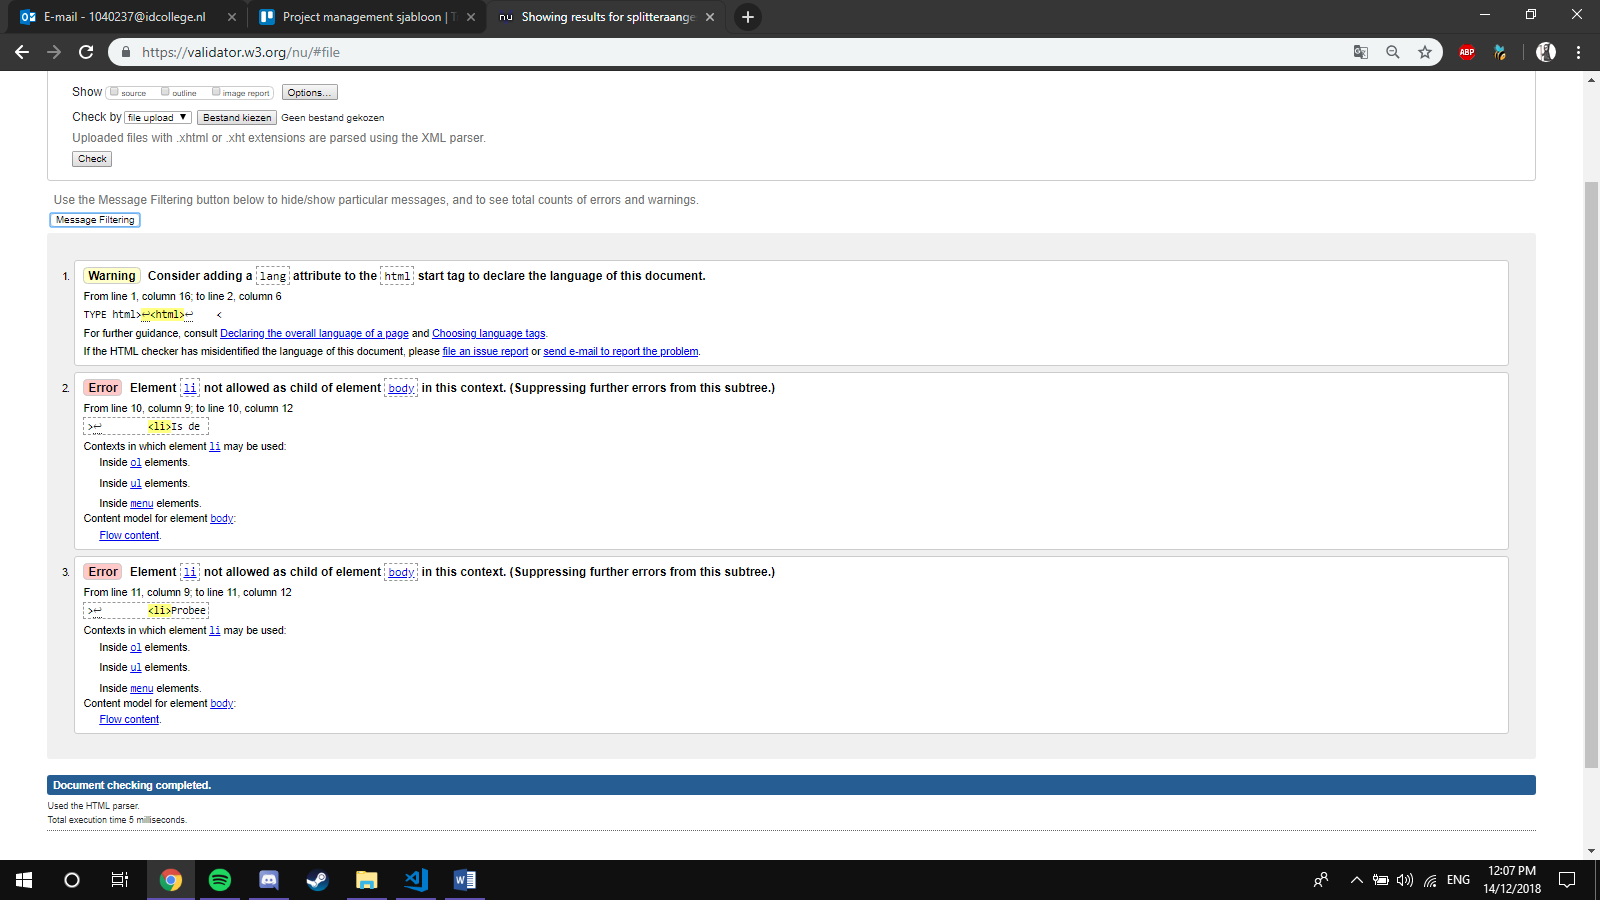 E-mail - 1040237@idcollege.nl
Project management sjabloon | T
nu Showing results for splitteraange
https://validator.w3.org/nu/#file
ABP
Show source outline image report Options...
Check by file upload Bestand kiezen Geen bestand gekozen
Uploaded files with .xhtml or .xht extensions are parsed using the XML parser.
Check
Use the Message Filtering button below to hide/show particular messages, and to see total counts of errors and warnings.
Message Filtering
1. Warning Consider adding a lang attribute to the html start tag to declare the language of this document.
From line 1, column 16; to line 2, column 6
TYPE html>↩<html>↩ <
For further guidance, consult Declaring the overall language of a page and Choosing language tags.
If the HTML checker has misidentified the language of this document, please file an issue report or send e-mail to report the problem.
2. Error Element li not allowed as child of element body in this context. (Suppressing further errors from this subtree.)
From line 10, column 9; to line 10, column 12
>↩ <li>Is de
Contexts in which element li may be used:
Inside ol elements.
Inside ul elements.
Inside menu elements.
Content model for element body:
Flow content.
3. Error Element li not allowed as child of element body in this context. (Suppressing further errors from this subtree.)
From line 11, column 9; to line 11, column 12
>↩ <li>Probee
Contexts in which element li may be used:
Inside ol elements.
Inside ul elements.
Inside menu elements.
Content model for element body:
Flow content.
Document checking completed.
Used the HTML parser.
Total execution time 5 milliseconds.
ENG
12:07 PM
14/12/2018